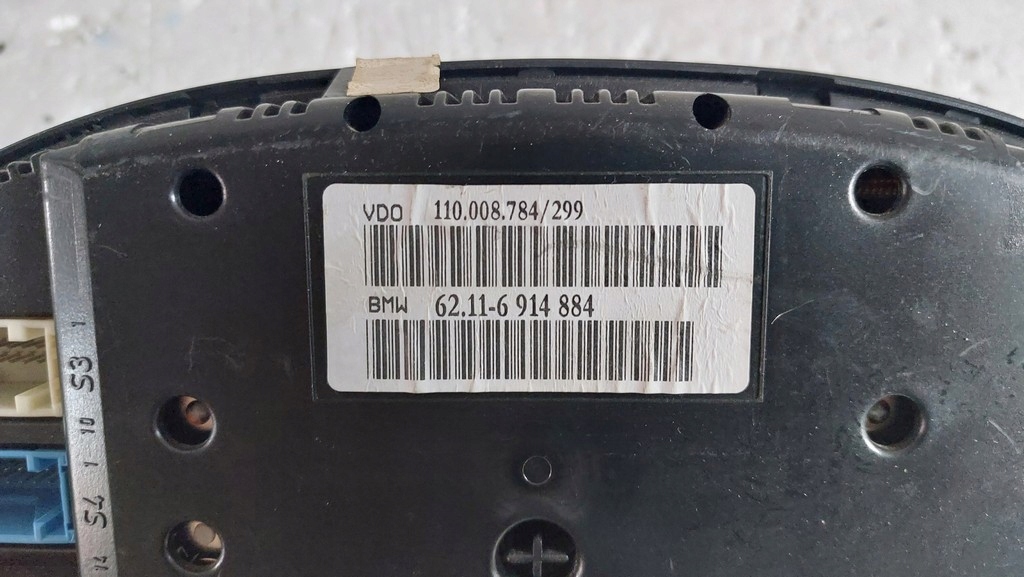 VDO 110.008.784/299
BMW 62.11-6 914 884
1
S3
10
1
S4
14